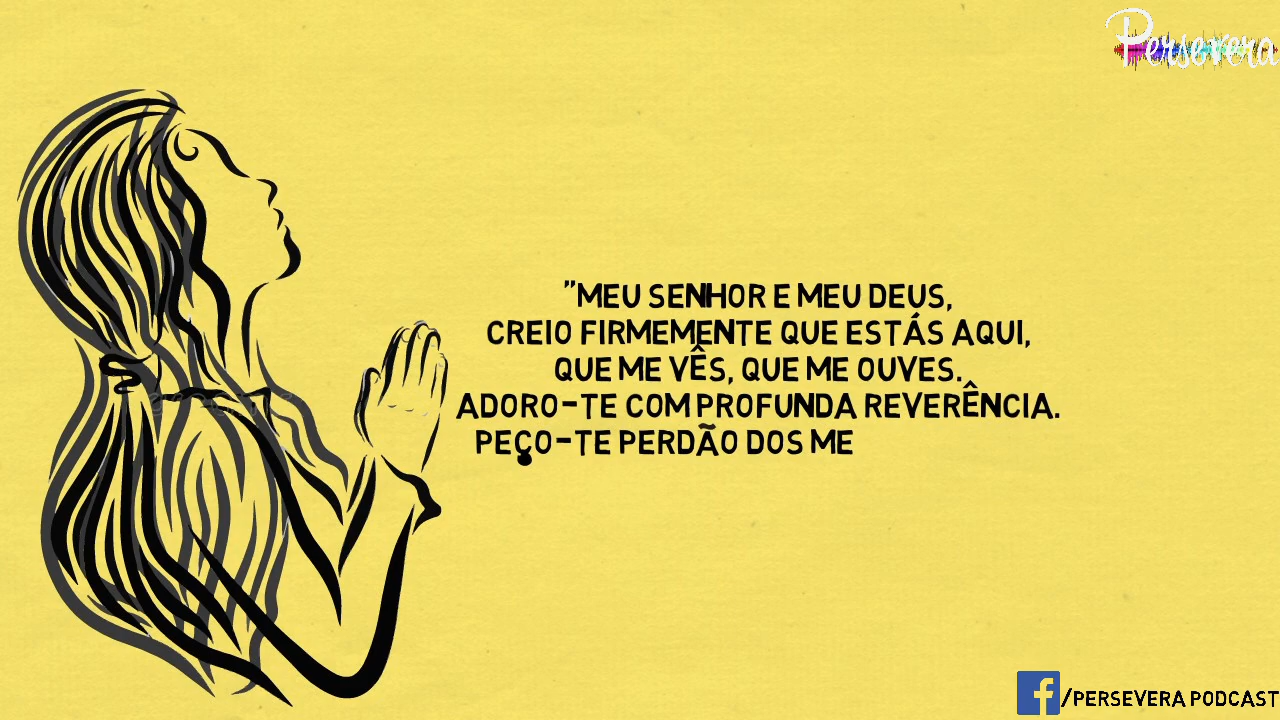 Persevera
"MEU SENHOR E MEU DEUS,
CREIO FIRMEMENTE QUE ESTÁS AQUI,
QUE ME VÊS, QUE ME OUVES.
ADORO-TE COM PROFUNDA REVERÊNCIA.
PEÇO-TE PERDÃO DOS ME
f/PERSEVERA PODCAST